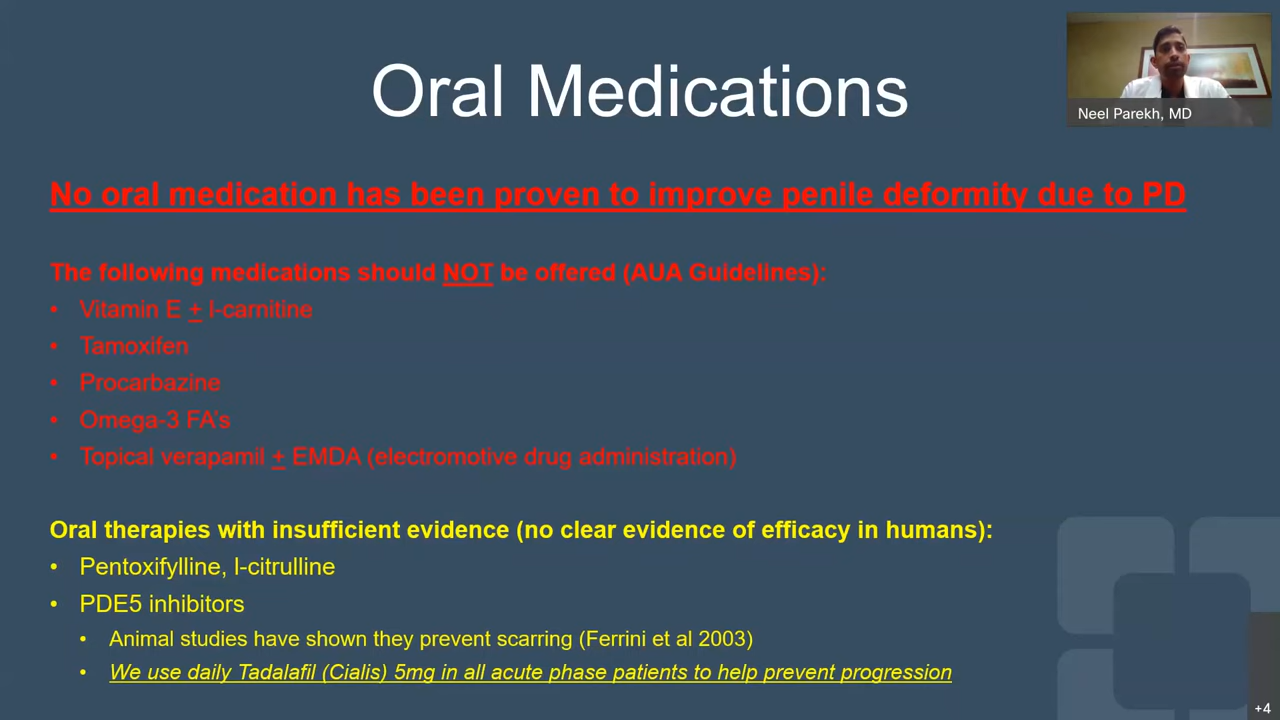 Oral Medications
Neel Parekh, MD
No oral medication has been proven to improve penile deformity due to PD
The following medications should NOT be offered (AUA Guidelines):
• Vitamin E + l-carnitine
• Tamoxifen
• Procarbazine
• Omega-3 FA's
• Topical verapamil + EMDA (electromotive drug administration)
Oral therapies with insufficient evidence (no clear evidence of efficacy in humans):
• Pentoxifylline, l-citrulline
• PDE5 inhibitors
• Animal studies have shown they prevent scarring (Ferrini et al 2003)
• We use daily Tadalafil (Cialis) 5mg in all acute phase patients to help prevent progression
+4